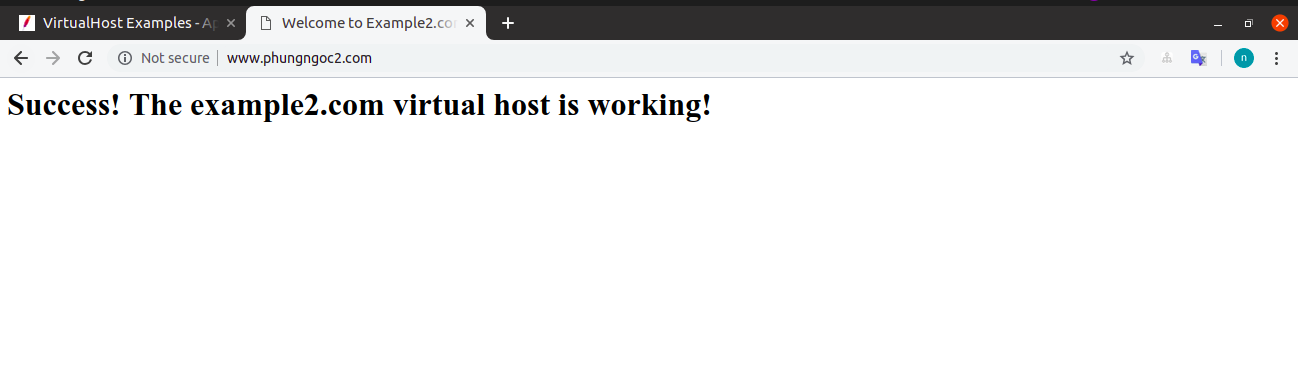 VirtualHost Examples - Ap
Welcome to Example2.co
Not secure
www.phungngoc2.com
n
Success! The example2.com virtual host is working!